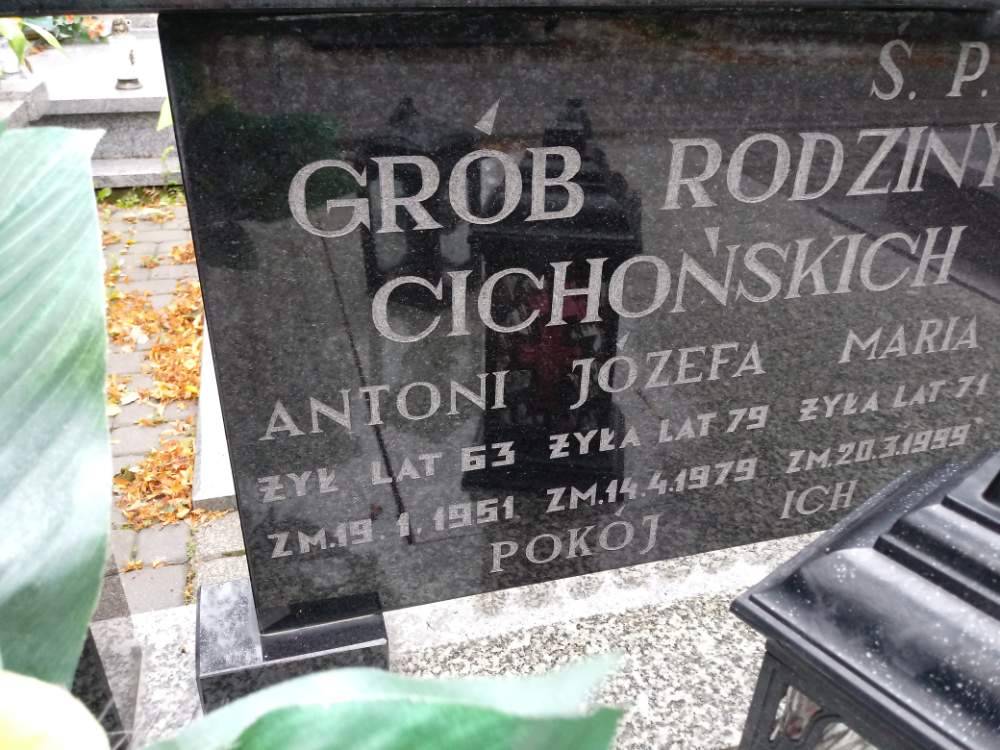 Ś. P.
GRÓB RODZINY
CICHOŃSKICH
ANTONI JÓZEFA MARIA
ŻYŁ LAT 63 ŻYŁA LAT 79 ŻYŁA LAT 71
ZM.19.1.1951 ZM.14.4.1979 ZM.20.3.1999
POKÓJ ICH